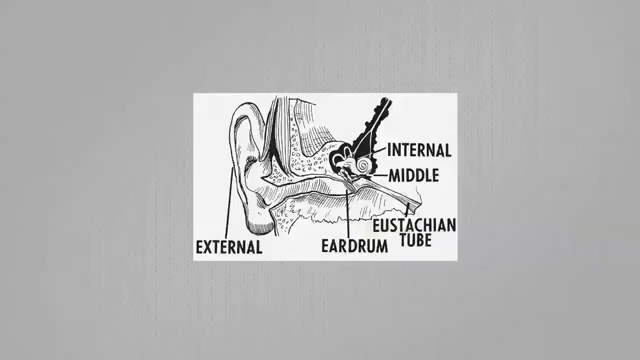 INTERNAL
MIDDLE
EUSTACHIAN
TUBE
EXTERNAL
EARDRUM